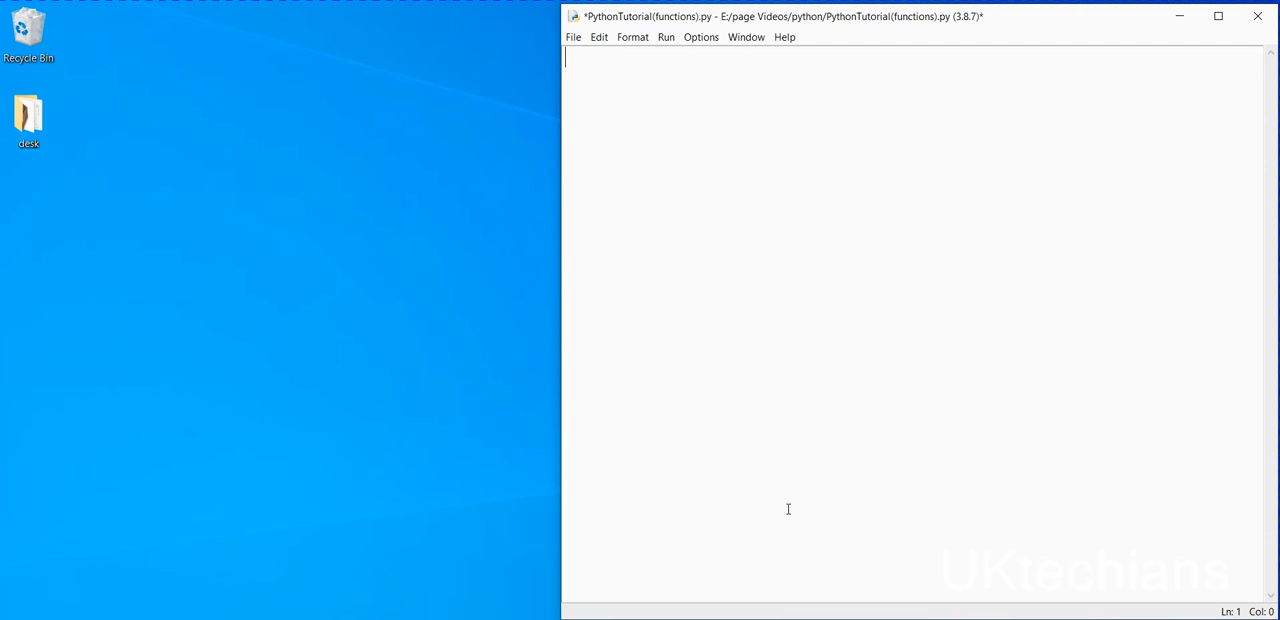 Recycle Bin
desk
*PythonTutorial(functions).py - E:/page Videos/python/PythonTutorial(functions).py (3.8.7)*
File Edit Format Run Options Window Help
UKtechians
Ln: 1 Col: 0